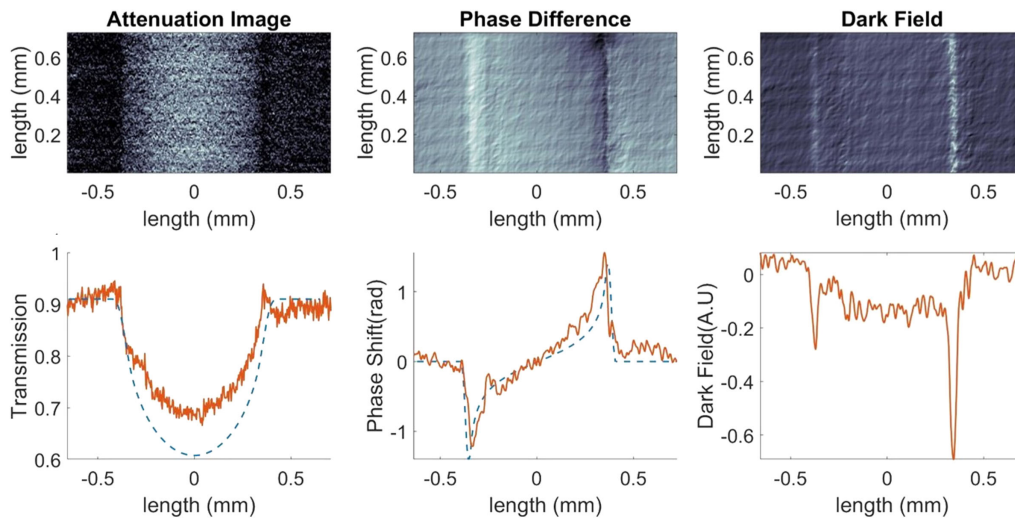 Attenuation Image
Phase Difference
Dark Field
length (mm)
0.6
0.4
0.2
-0.5
0
0.5
length (mm)
length (mm)
0.6
0.4
0.2
-0.5
0
0.5
length (mm)
length (mm)
0.6
0.4
0.2
-0.5
0
0.5
length (mm)
Transmission
1
0.9
0.8
0.7
0.6
-0.5
0
0.5
length (mm)
Phase Shift(rad)
1
0
-1
-0.5
0
0.5
length (mm)
Dark Field(A.U)
0
-0.2
-0.4
-0.6
-0.5
0
0.5
length (mm)